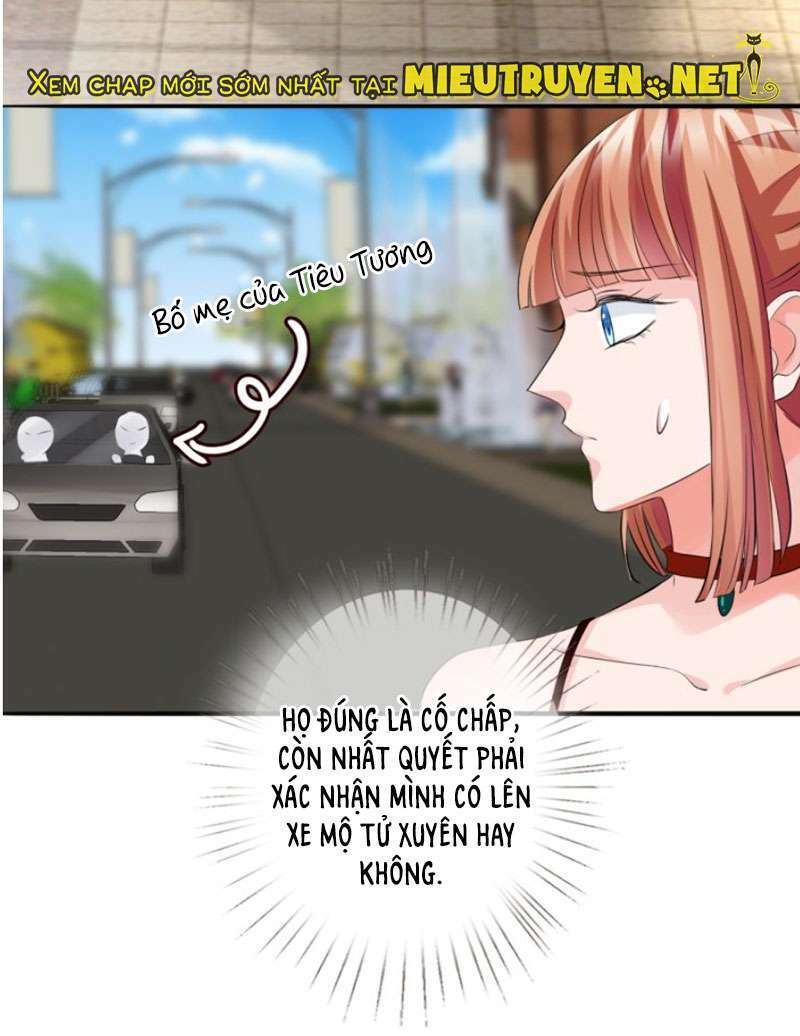 XEM CHAP MỚI SỚM NHẤT TẠI MIEUTRUYEN.NET
Bố mẹ của Tiêu Tương
HỌ ĐÚNG LÀ CỐ CHẤP,
CÒN NHẤT QUYẾT PHẢI
XÁC NHẬN MÌNH CÓ LÊN
XE MỘ TỬ XUYÊN HAY
KHÔNG.